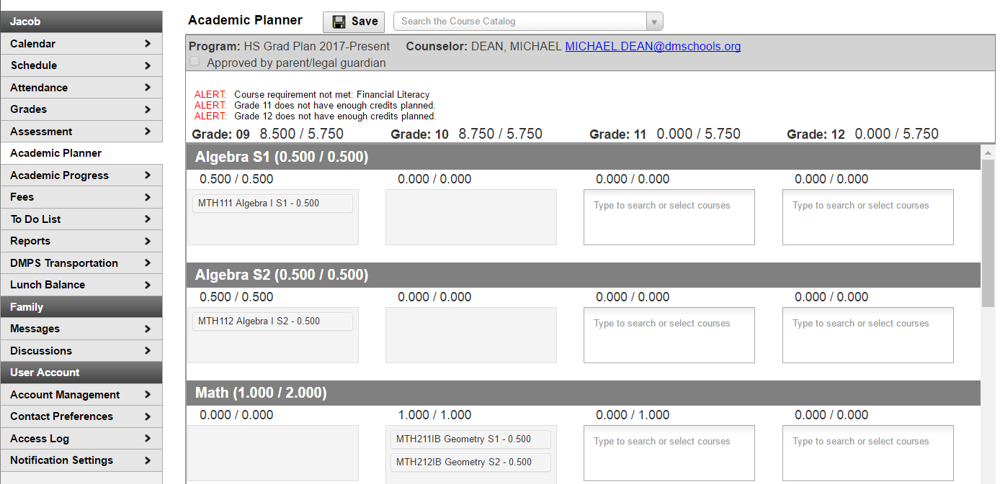 Jacob
Calendar
Schedule
Attendance
Grades
Assessment
Academic Planner
Academic Progress
Fees
To Do List
Reports
DMPS Transportation
Lunch Balance
Family
Messages
Discussions
User Account
Account Management
Contact Preferences
Access Log
Notification Settings
Academic Planner Save Search the Course Catalog
Program: HS Grad Plan 2017-Present Counselor: DEAN, MICHAEL MICHAEL.DEAN@dmschools.org
Approved by parent/legal guardian
ALERT: Course requirement not met: Financial Literacy
ALERT: Grade 11 does not have enough credits planned.
ALERT: Grade 12 does not have enough credits planned.
Grade: 09 8.500 / 5.750 Grade: 10 8.750 / 5.750 Grade: 11 0.000 / 5.750 Grade: 12 0.000 / 5.750
Algebra S1 (0.500 / 0.500)
0.500 / 0.500 0.000 / 0.000 0.000 / 0.000 0.000 / 0.000
MTH111 Algebra I S1 - 0.500 Type to search or select courses Type to search or select courses
Algebra S2 (0.500 / 0.500)
0.500 / 0.500 0.000 / 0.000 0.000 / 0.000 0.000 / 0.000
MTH112 Algebra I S2 - 0.500 Type to search or select courses Type to search or select courses
Math (1.000 / 2.000)
0.000 / 0.000 1.000 / 1.000 0.000 / 1.000 0.000 / 0.000
MTH211IB Geometry S1 - 0.500 Type to search or select courses Type to search or select courses
MTH212IB Geometry S2 - 0.500